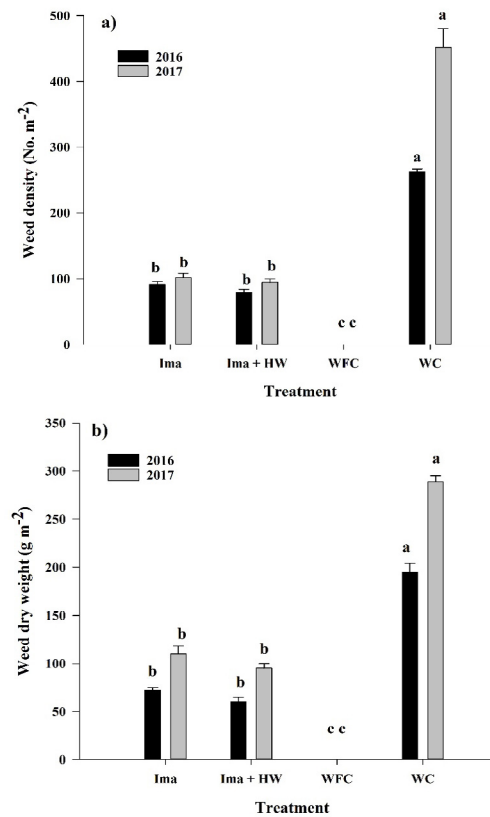 a)
2016
2017
Weed density (No. m⁻²)
500
400
300
200
100
0
b b b b c c a a
Ima Ima + HW WFC WC
Treatment
b)
2016
2017
Weed dry weight (g m⁻²)
350
300
250
200
150
100
50
0
b b b b c c a a
Ima Ima + HW WFC WC
Treatment